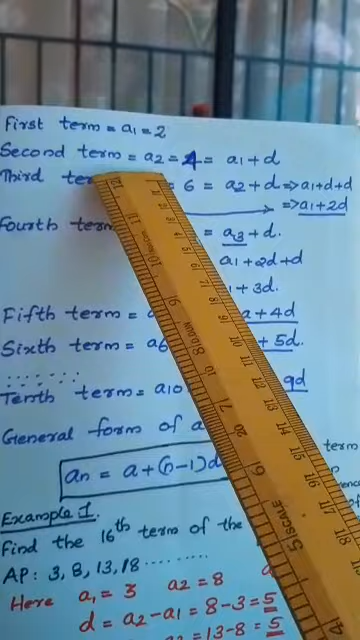 First term = a1 = 2
Second term = a2 = 4 = a1 + d
Third = 6 = a2 + d => a1 + d + d
=> a1 + 2d
Fourth term = a3 + d.
a1 + 2d + d
+ 3d.
Fifth term = a + 4d
Sixth term = a6 + 5d.
Tenth term = a10 9d
General form of a
term
an = a + (n-1)d
Example 1.
Find the 16th term of the
AP: 3, 8, 13, 18 .........
Here a1 = 3 a2 = 8
d = a2 - a1 = 8 - 3 = 5
= 13 - 8 = 5
SCALE